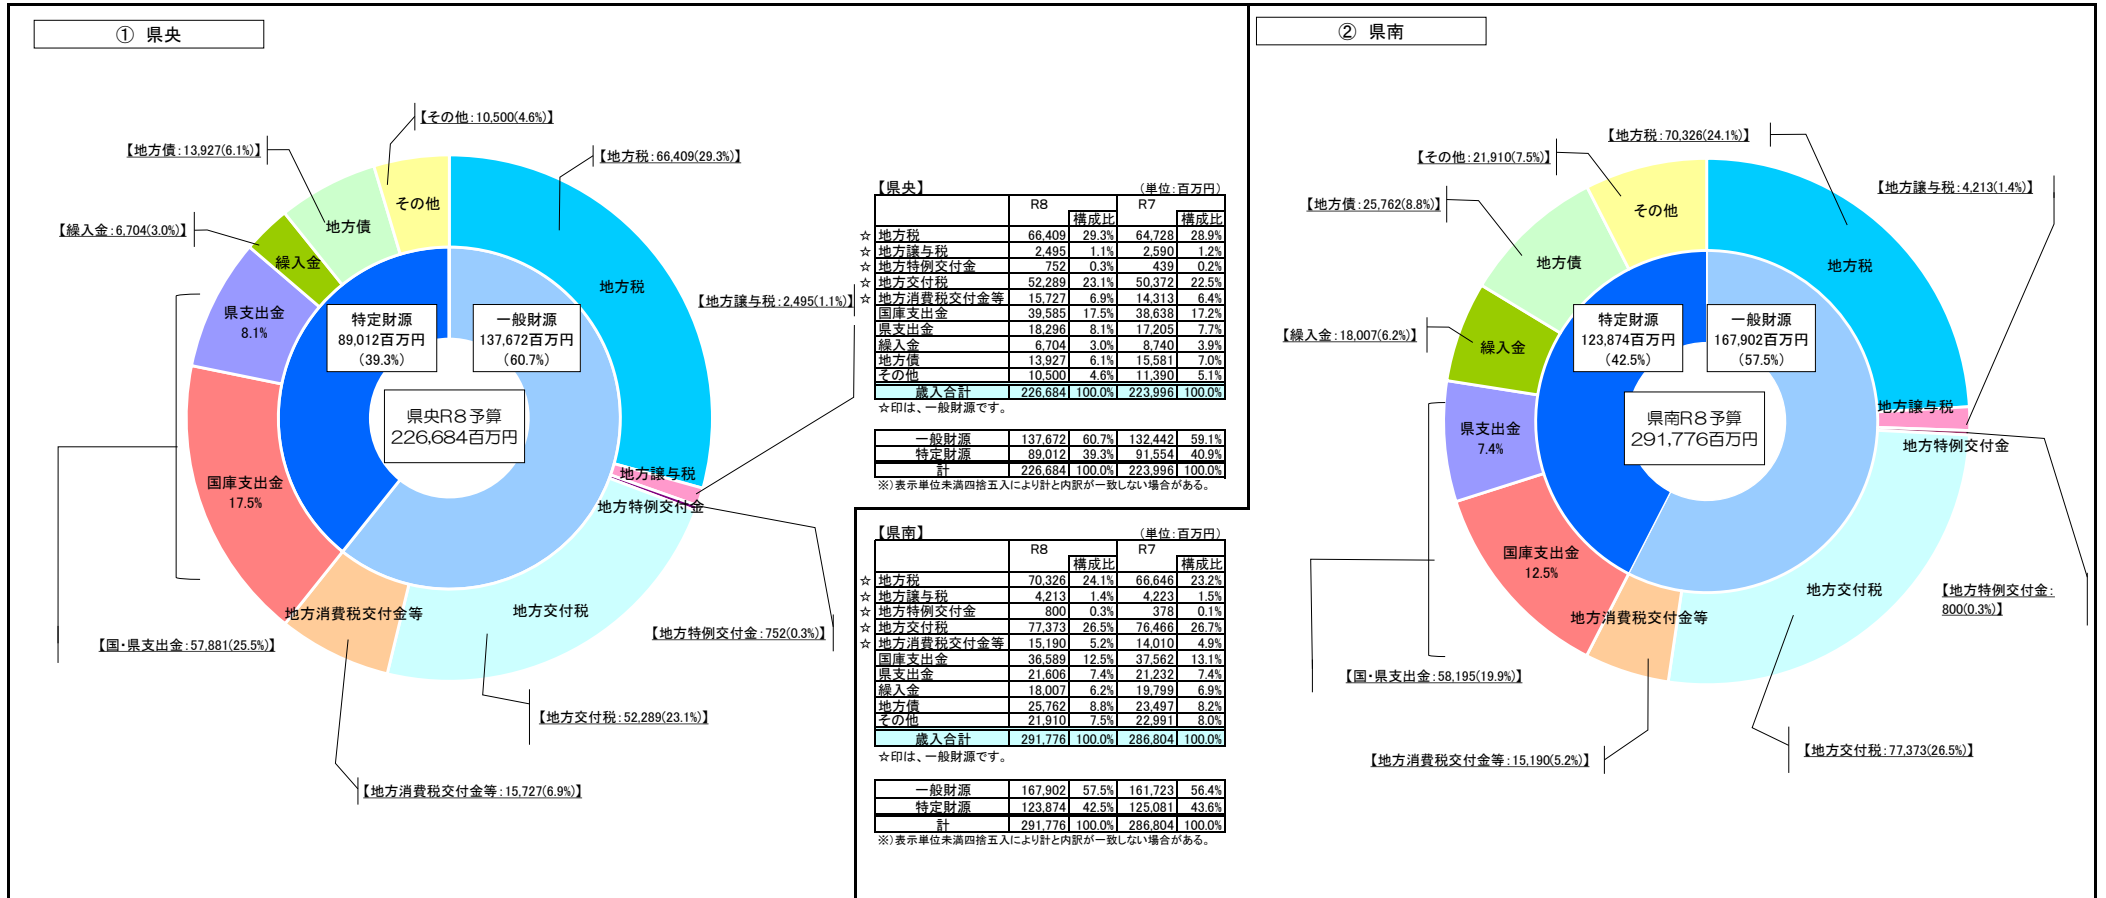 ① 県央
【その他：10,500(4.6%)】
【地方債：13,927(6.1%)】
【地方税：66,409(29.3%)】
【繰入金：6,704(3.0%)】
【地方譲与税：2,495(1.1%)】
その他
地方債
繰入金
地方税
県支出金
8.1%
特定財源
89,012百万円
(39.3%)
一般財源
137,672百万円
(60.7%)
県央R8予算
226,684百万円
国庫支出金
17.5%
地方譲与税
地方特例交付金
地方消費税交付金等
地方交付税
【国・県支出金：57,881(25.5%)】
【地方特例交付金：752(0.3%)】
【地方交付税：52,289(23.1%)】
【地方消費税交付金等：15,727(6.9%)】
【県央】 （単位：百万円）
R8 R7
構成比 構成比
☆ 地方税 66,409 29.3% 64,728 28.9%
☆ 地方譲与税 2,495 1.1% 2,590 1.2%
☆ 地方特例交付金 752 0.3% 439 0.2%
☆ 地方交付税 52,289 23.1% 50,372 22.5%
☆ 地方消費税交付金等 15,727 6.9% 14,313 6.4%
国庫支出金 39,585 17.5% 38,638 17.2%
県支出金 18,296 8.1% 17,205 7.7%
繰入金 6,704 3.0% 8,740 3.9%
地方債 13,927 6.1% 15,581 7.0%
その他 10,500 4.6% 11,390 5.1%
歳入合計 226,684 100.0% 223,996 100.0%
☆印は、一般財源です。
一般財源 137,672 60.7% 132,442 59.1%
特定財源 89,012 39.3% 91,554 40.9%
計 226,684 100.0% 223,996 100.0%
※）表示単位未満四捨五入により計と内訳が一致しない場合がある。
【県南】 （単位：百万円）
R8 R7
構成比 構成比
☆ 地方税 70,326 24.1% 66,646 23.2%
☆ 地方譲与税 4,213 1.4% 4,223 1.5%
☆ 地方特例交付金 800 0.3% 378 0.1%
☆ 地方交付税 77,373 26.5% 76,466 26.7%
☆ 地方消費税交付金等 15,190 5.2% 14,010 4.9%
国庫支出金 36,589 12.5% 37,562 13.1%
県支出金 21,606 7.4% 21,232 7.4%
繰入金 18,007 6.2% 19,799 6.9%
地方債 25,762 8.8% 23,497 8.2%
その他 21,910 7.5% 22,991 8.0%
歳入合計 291,776 100.0% 286,804 100.0%
☆印は、一般財源です。
一般財源 167,902 57.5% 161,723 56.4%
特定財源 123,874 42.5% 125,081 43.6%
計 291,776 100.0% 286,804 100.0%
※）表示単位未満四捨五入により計と内訳が一致しない場合がある。
② 県南
【地方税：70,326(24.1%)】
【その他：21,910(7.5%)】
【地方譲与税：4,213(1.4%)】
【地方債：25,762(8.8%)】
【繰入金：18,007(6.2%)】
その他
地方債
地方税
繰入金
特定財源
123,874百万円
(42.5%)
一般財源
167,902百万円
(57.5%)
県南R8予算
291,776百万円
県支出金
7.4%
地方譲与税
地方特例交付金
国庫支出金
12.5%
地方消費税交付金等
地方交付税
【地方特例交付金：
800(0.3%)】
【国・県支出金：58,195(19.9%)】
【地方交付税：77,373(26.5%)】
【地方消費税交付金等：15,190(5.2%)】